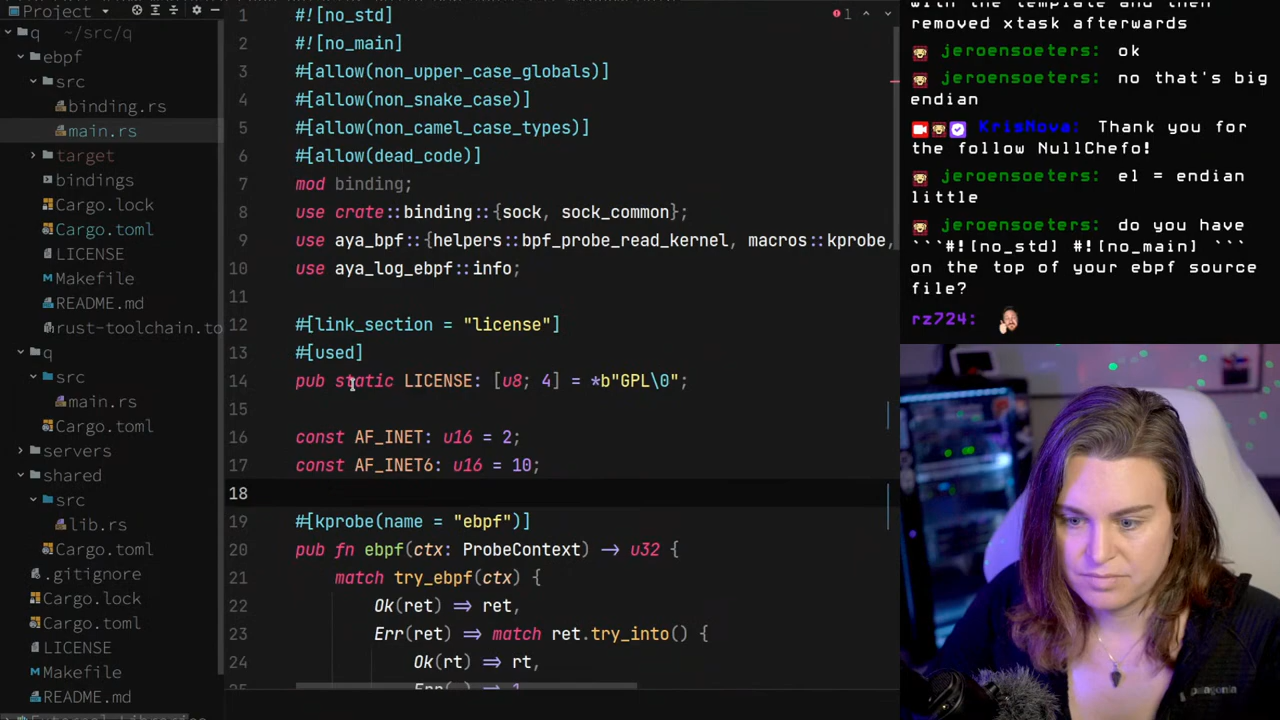 Project
q ~/src/q
ebpf
src
binding.rs
main.rs
target
bindings
Cargo.lock
Cargo.toml
LICENSE
Makefile
README.md
rust-toolchain.to
q
src
main.rs
Cargo.toml
servers
shared
src
lib.rs
Cargo.toml
.gitignore
Cargo.lock
Cargo.toml
LICENSE
Makefile
README.md
External Libraries
1 #![no_std]
2 #![no_main]
3 #[allow(non_upper_case_globals)]
4 #[allow(non_snake_case)]
5 #[allow(non_camel_case_types)]
6 #[allow(dead_code)]
7 mod binding;
8 use crate::binding::{sock, sock_common};
9 use aya_bpf::{helpers::bpf_probe_read_kernel, macros::kprobe,
10 use aya_log_ebpf::info;
11
12 #[link_section = "license"]
13 #[used]
14 pub static LICENSE: [u8; 4] = *b"GPL\0";
15
16 const AF_INET: u16 = 2;
17 const AF_INET6: u16 = 10;
18
19 #[kprobe(name = "ebpf")]
20 pub fn ebpf(ctx: ProbeContext) → u32 {
21 match try_ebpf(ctx) {
22 Ok(ret) ⇒ ret,
23 Err(ret) ⇒ match ret.try_into() {
24 Ok(rt) ⇒ rt,
25 Err(_) ⇒ 1
1
with the template and then
removed xtask afterwards
jeroensoeters: ok
jeroensoeters: no that's big
endian
KrisNova: Thank you for
the follow NullChefo!
jeroensoeters: el = endian
little
jeroensoeters: do you have
```#![no_std] #![no_main] ```
on the top of your ebpf source
file?
rz724:
patagonia